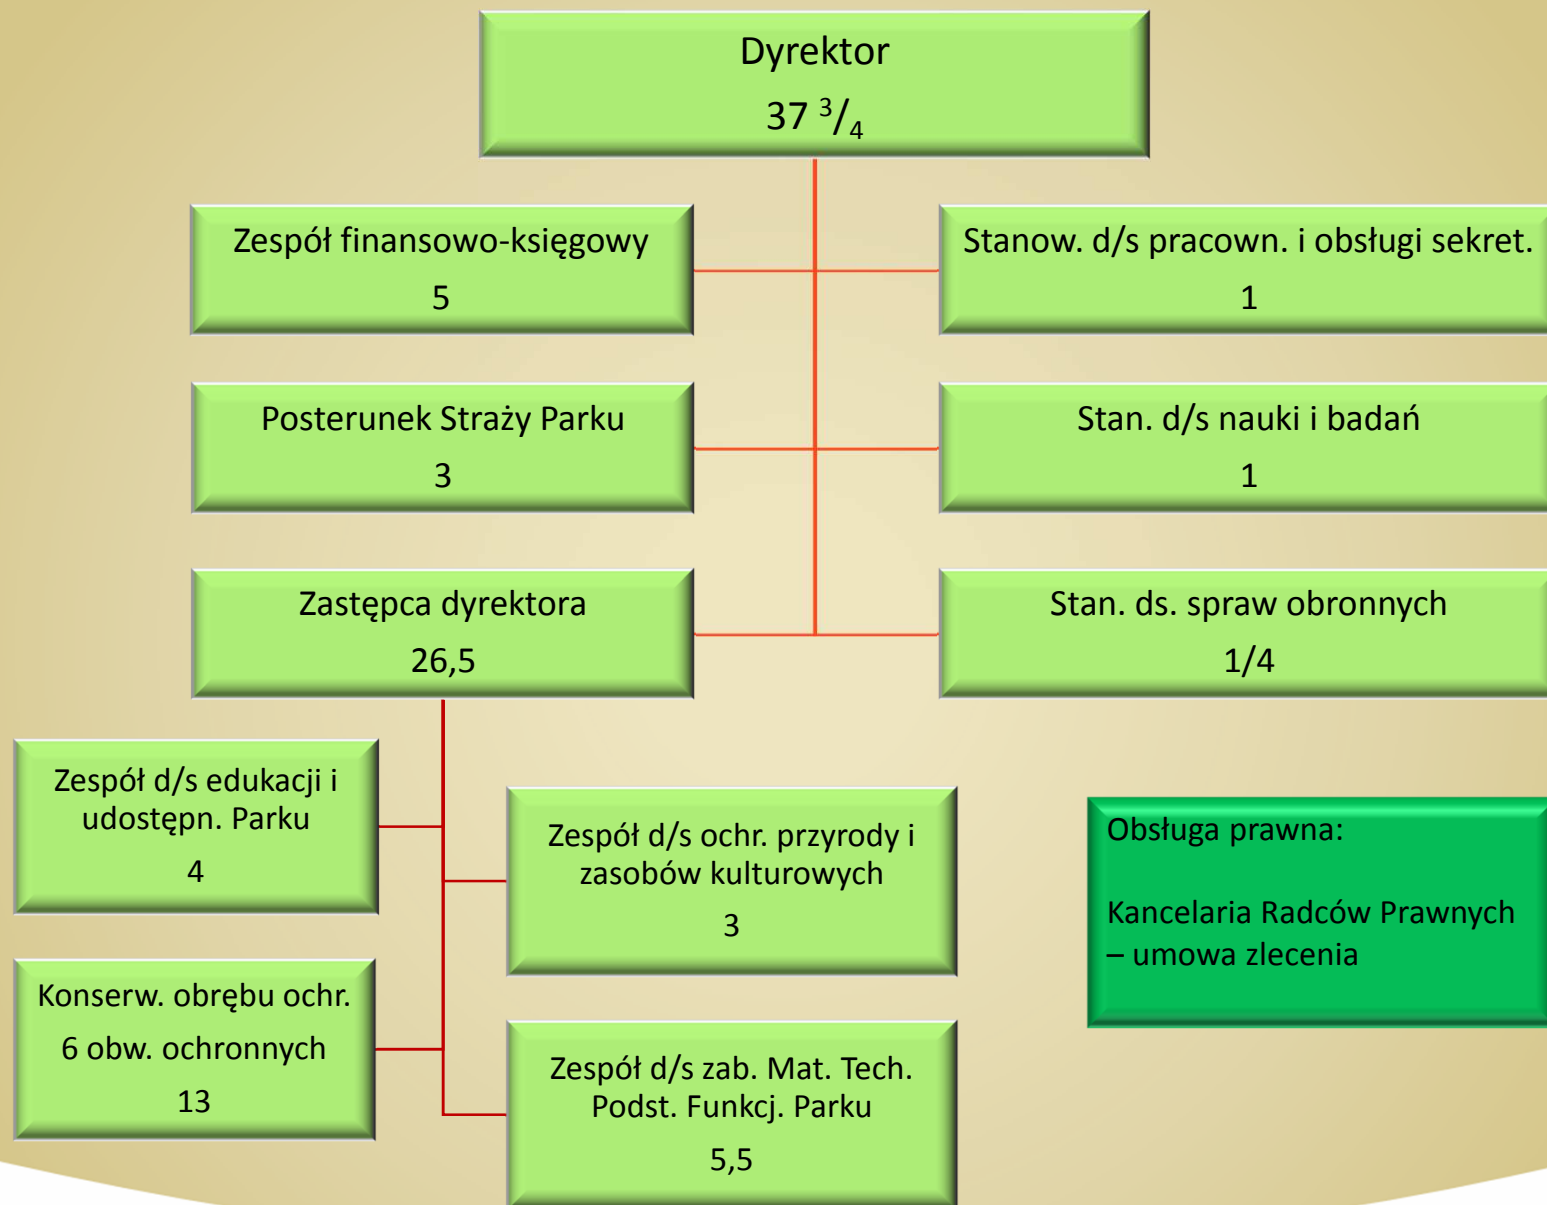 Dyrektor
37 3/4
Zespół finansowo-księgowy
5
Stanow. d/s pracown. i obsługi sekret.
1
Posterunek Straży Parku
3
Stan. d/s nauki i badań
1
Zastępca dyrektora
26,5
Stan. ds. spraw obronnych
1/4
Zespół d/s edukacji i
udostępn. Parku
4
Zespół d/s ochr. przyrody i
zasobów kulturowych
3
Obsługa prawna:
Kancelaria Radców Prawnych
– umowa zlecenia
Konserw. obrębu ochr.
6 obw. ochronnych
13
Zespół d/s zab. Mat. Tech.
Podst. Funkcj. Parku
5,5